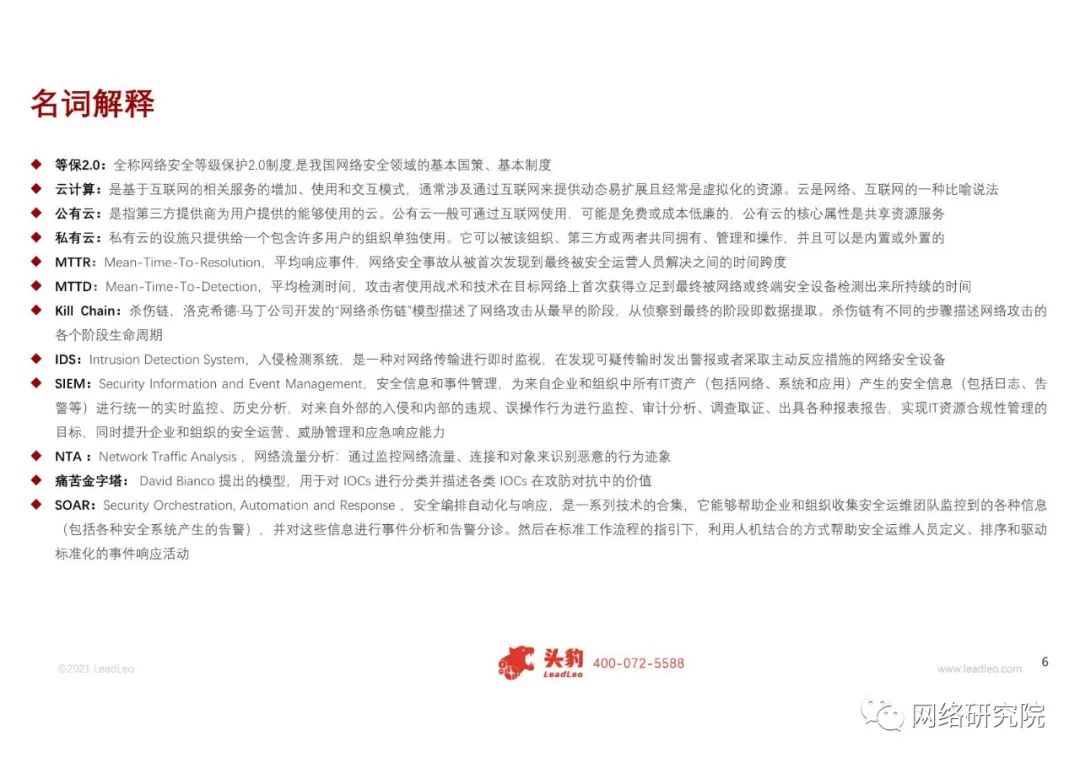 名词解释
◆ 等保2.0：全称网络安全等级保护2.0制度,是我国网络安全领域的基本国策、基本制度
◆ 云计算：是基于互联网的相关服务的增加、使用和交互模式，通常涉及通过互联网来提供动态易扩展且经常是虚拟化的资源。云是网络、互联网的一种比喻说法
◆ 公有云：是指第三方提供商为用户提供的能够使用的云。公有云一般可通过互联网使用，可能是免费或成本低廉的，公有云的核心属性是共享资源服务
◆ 私有云：私有云的设施只提供给一个包含许多用户的组织单独使用。它可以被该组织、第三方或两者共同拥有、管理和操作，并且可以是内置或外置的
◆ MTTR：Mean-Time-To-Resolution，平均响应事件，网络安全事故从被首次发现到最终被安全运营人员解决之间的时间跨度
◆ MTTD：Mean-Time-To-Detection，平均检测时间，攻击者使用战术和技术在目标网络上首次获得立足到最终被网络或终端安全设备检测出来所持续的时间
◆ Kill Chain：杀伤链，洛克希德·马丁公司开发的“网络杀伤链”模型描述了网络攻击从最早的阶段，从侦察到最终的阶段即数据提取。杀伤链有不同的步骤描述网络攻击的
各个阶段生命周期
◆ IDS：Intrusion Detection System，入侵检测系统，是一种对网络传输进行即时监视，在发现可疑传输时发出警报或者采取主动反应措施的网络安全设备
◆ SIEM：Security Information and Event Management，安全信息和事件管理，为来自企业和组织中所有IT资产（包括网络、系统和应用）产生的安全信息（包括日志、告
警等）进行统一的实时监控、历史分析，对来自外部的入侵和内部的违规、误操作行为进行监控、审计分析、调查取证、出具各种报表报告，实现IT资源合规性管理的
目标，同时提升企业和组织的安全运营、威胁管理和应急响应能力
◆ NTA ：Network Traffic Analysis ，网络流量分析：通过监控网络流量、连接和对象来识别恶意的行为迹象
◆ 痛苦金字塔： David Bianco 提出的模型，用于对 IOCs 进行分类并描述各类 IOCs 在攻防对抗中的价值
◆ SOAR：Security Orchestration, Automation and Response ，安全编排自动化与响应，是一系列技术的合集，它能够帮助企业和组织收集安全运维团队监控到的各种信息
（包括各种安全系统产生的告警），并对这些信息进行事件分析和告警分诊。然后在标准工作流程的指引下，利用人机结合的方式帮助安全运维人员定义、排序和驱动
标准化的事件响应活动
©2021 LeadLeo
头豹
LeadLeo
400-072-5588
www.leadleo.com
6
网络研究院